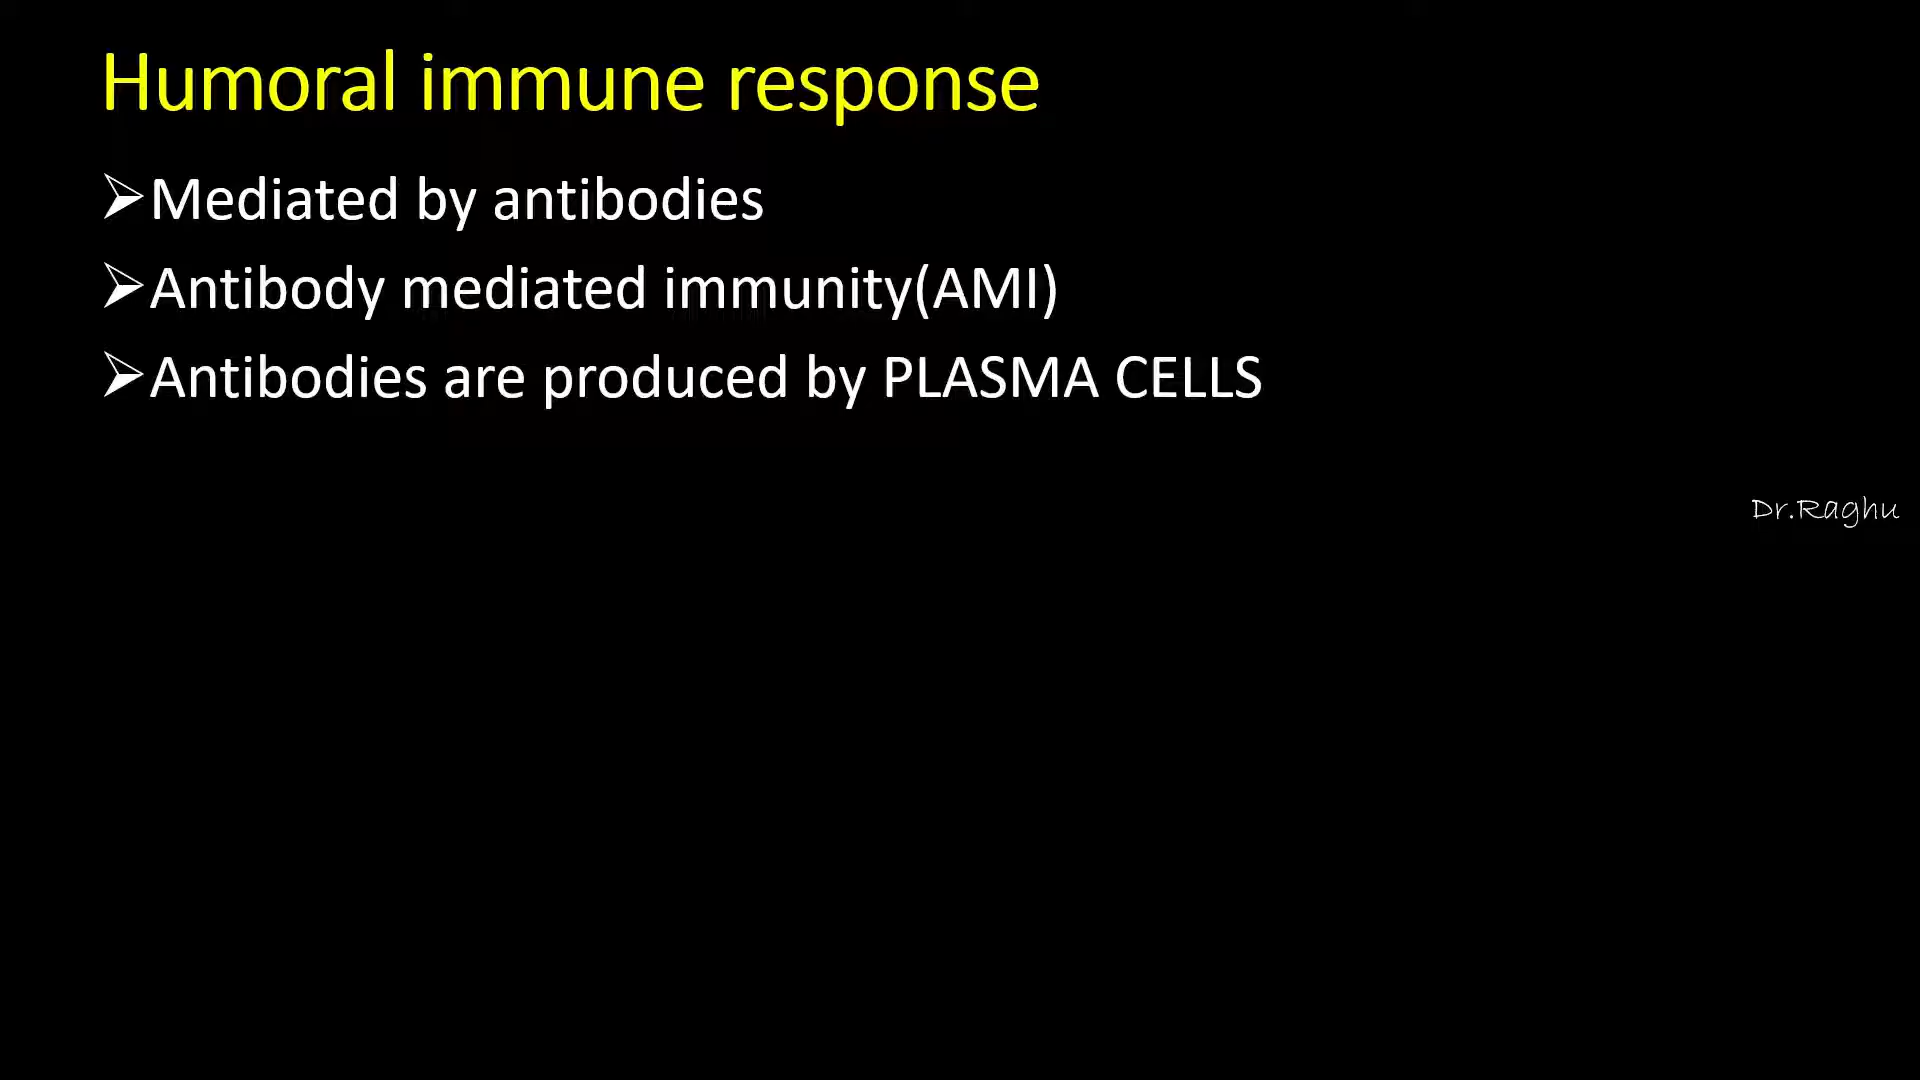 Humoral immune response
➢Mediated by antibodies
➢Antibody mediated immunity(AMI)
➢Antibodies are produced by PLASMA CELLS
Dr.Raghu